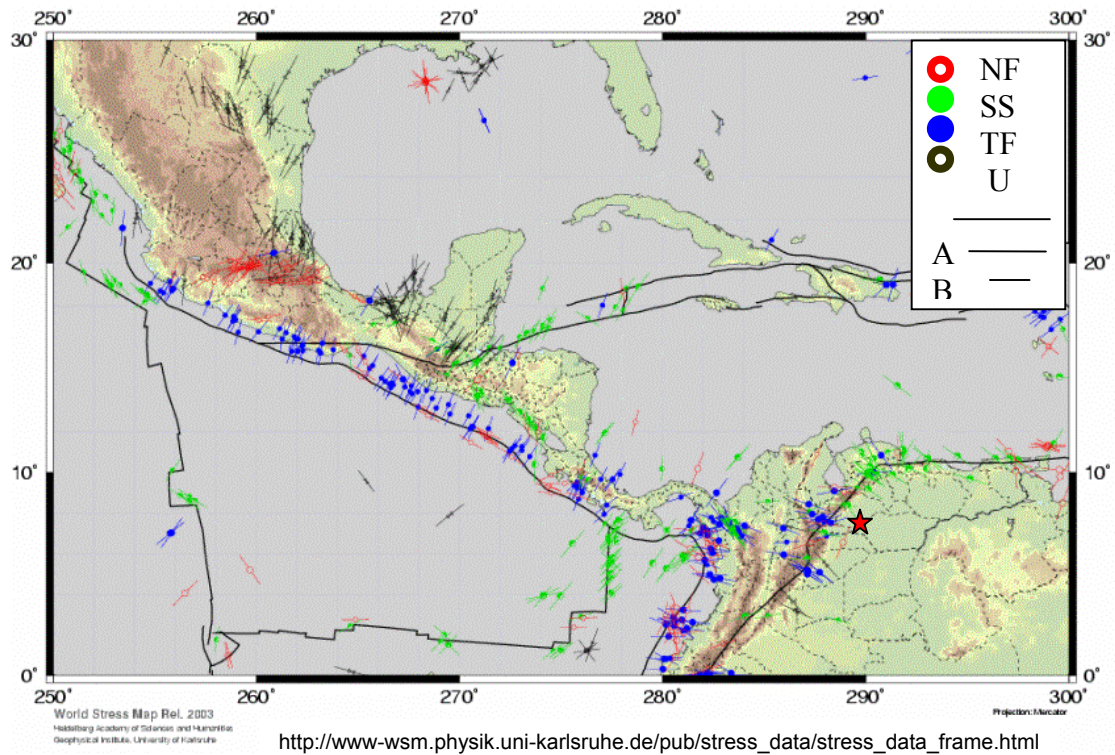 250° 260° 270° 280° 290° 300°
30° 30°
NF
SS
TF
U
A
B
20° 20°
10° 10°
0° 0°
250° 260° 270° 280° 290° 300°
World Stress Map Rel. 2003
Heidelberg Academy of Sciences and Humanities
Geophysical Institute, University of Karlsruhe
Projection: Mercator
http://www-wsm.physik.uni-karlsruhe.de/pub/stress_data/stress_data_frame.html